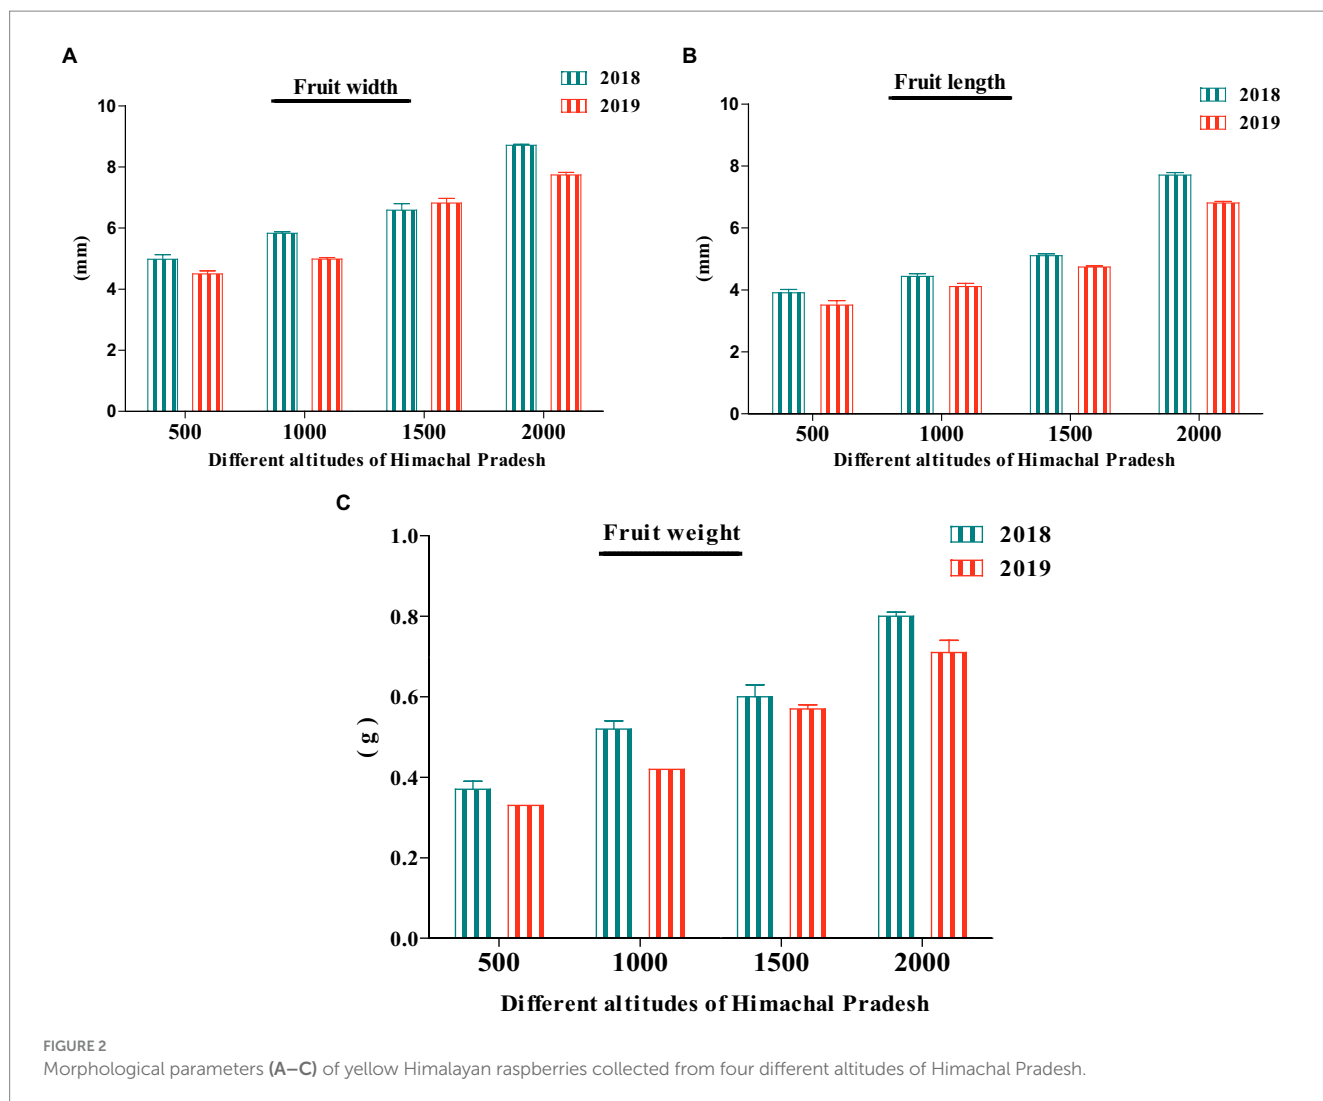 A
Fruit width
2018
2019
10
8
6
4
2
0
(mm)
500 1000 1500 2000
Different altitudes of Himachal Pradesh
B
Fruit length
2018
2019
10
8
6
4
2
0
(mm)
500 1000 1500 2000
Different altitudes of Himachal Pradesh
C
Fruit weight
2018
2019
1.0
0.8
0.6
0.4
0.2
0.0
( g )
500 1000 1500 2000
Different altitudes of Himachal Pradesh
FIGURE 2
Morphological parameters (A–C) of yellow Himalayan raspberries collected from four different altitudes of Himachal Pradesh.